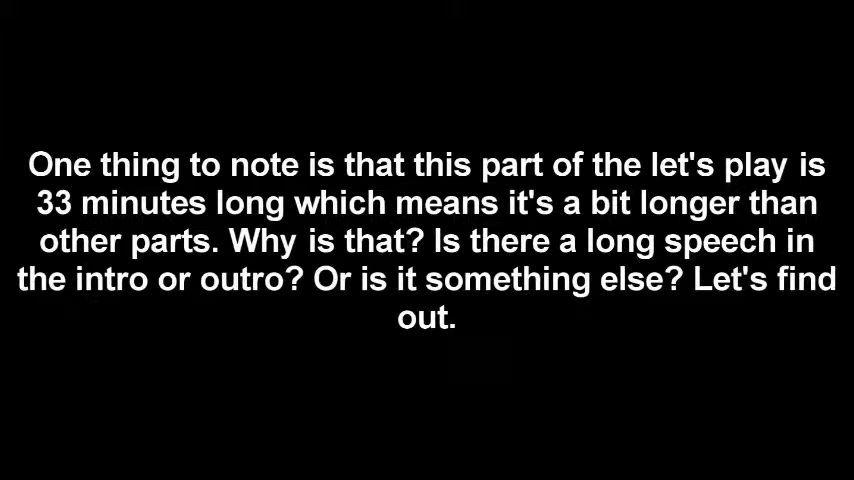 One thing to note is that this part of the let's play is
33 minutes long which means it's a bit longer than
other parts. Why is that? Is there a long speech in
the intro or outro? Or is it something else? Let's find
out.